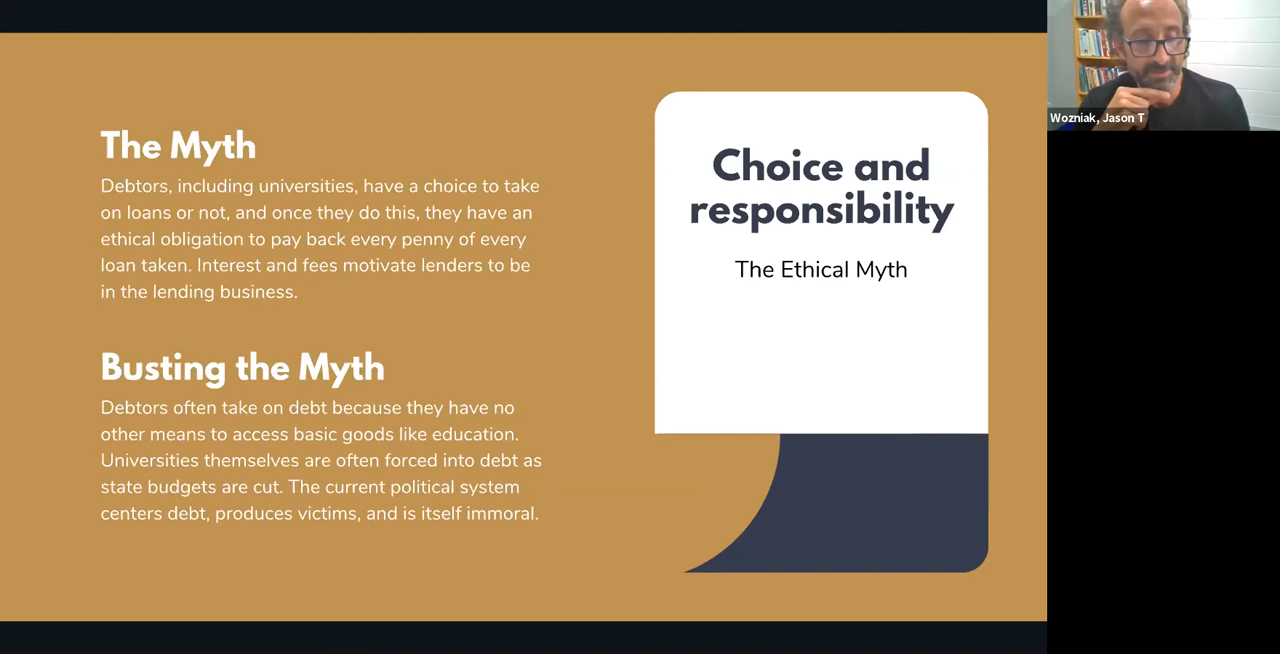 The Myth
Debtors, including universities, have a choice to take
on loans or not, and once they do this, they have an
ethical obligation to pay back every penny of every
loan taken. Interest and fees motivate lenders to be
in the lending business.
Busting the Myth
Debtors often take on debt because they have no
other means to access basic goods like education.
Universities themselves are often forced into debt as
state budgets are cut. The current political system
centers debt, produces victims, and is itself immoral.
Choice and
responsibility
The Ethical Myth
Wozniak, Jason T